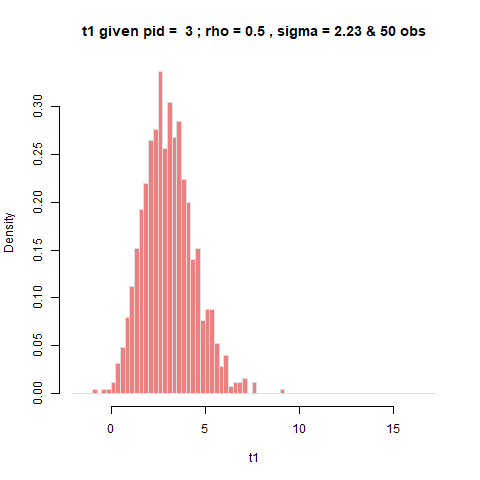 t1 given pid =  3 ; rho = 0.5 , sigma = 2.23 & 50 obs
0.30
0.25
0.20
0.15
0.10
0.05
0.00
Density
0 5 10 15
t1